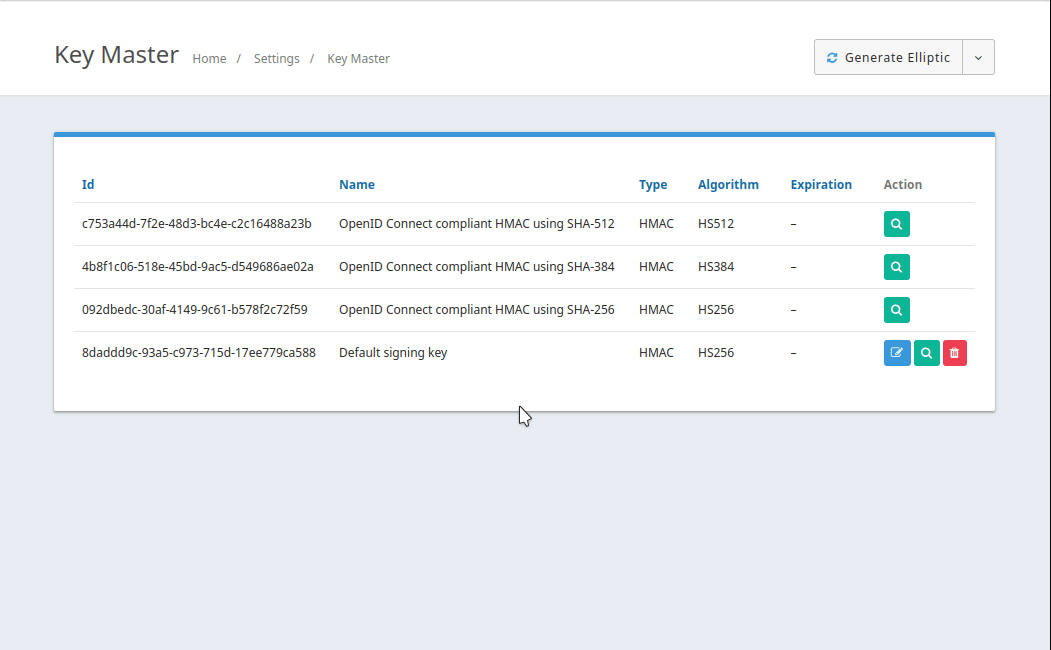 Key Master Home / Settings / Key Master Generate Elliptic
Id Name Type Algorithm Expiration Action
c753a44d-7f2e-48d3-bc4e-c2c16488a23b OpenID Connect compliant HMAC using SHA-512 HMAC HS512 –
4b8f1c06-518e-45bd-9ac5-d549686ae02a OpenID Connect compliant HMAC using SHA-384 HMAC HS384 –
092dbedc-30af-4149-9c61-b578f2c72f59 OpenID Connect compliant HMAC using SHA-256 HMAC HS256 –
8daddd9c-93a5-c973-715d-17ee779ca588 Default signing key HMAC HS256 –